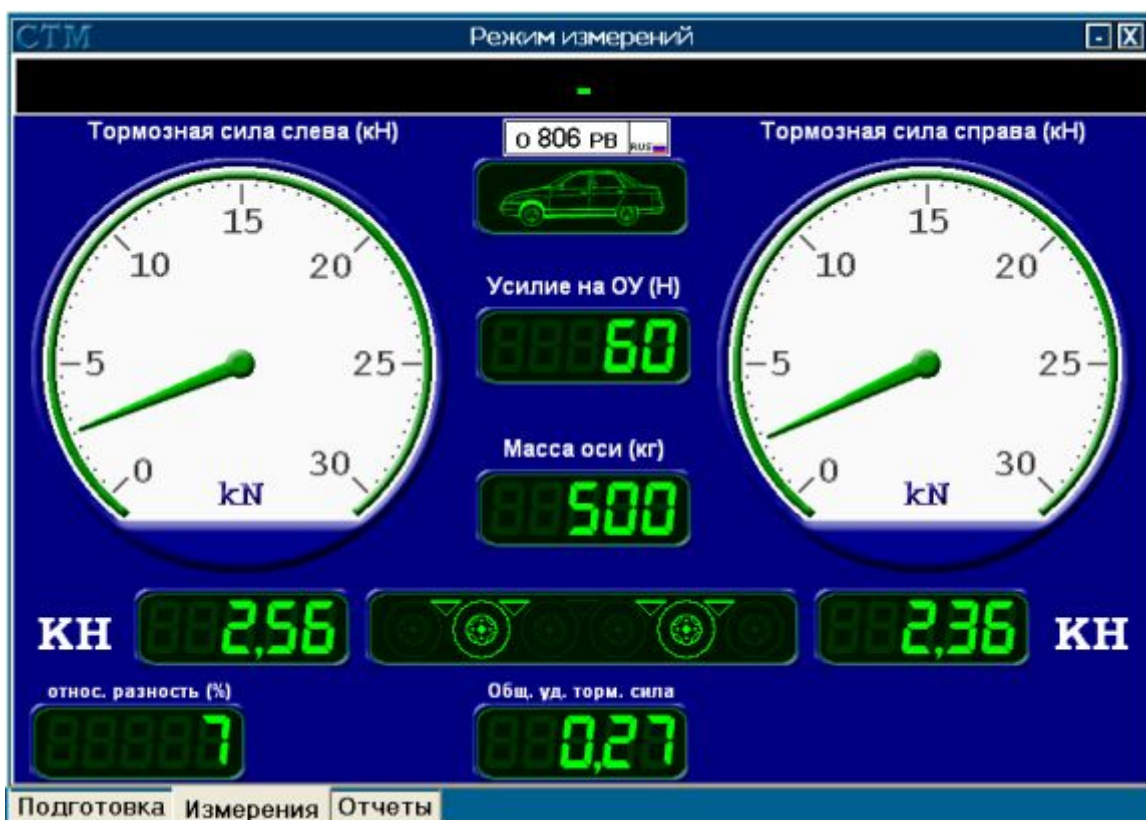 СТМ Режим измерений - X
-
Тормозная сила слева (кН)
о 806 РВ RUS
Тормозная сила справа (кН)
0 5 10 15 20 25 30
kN
Усилие на ОУ (Н)
60
Масса оси (кг)
500
0 5 10 15 20 25 30
kN
КН 2,56
2,36 КН
относ. разность (%)
7
Общ. уд. торм. сила
0,27
Подготовка Измерения Отчеты